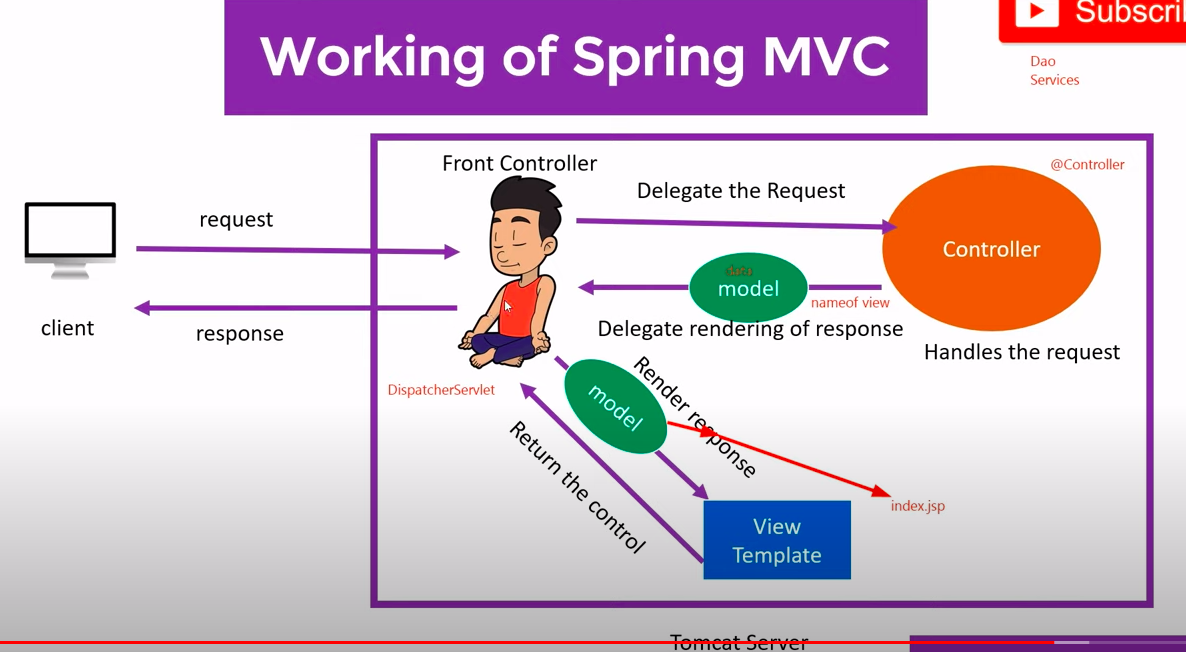 Working of Spring MVC
Subscri
Dao
Services
Front Controller
@Controller
Delegate the Request
request
Controller
data
model
nameof view
client
response
Delegate rendering of response
Handles the request
DispatcherServlet
model
Render response
Return the control
index.jsp
View
Template
Tomcat Server